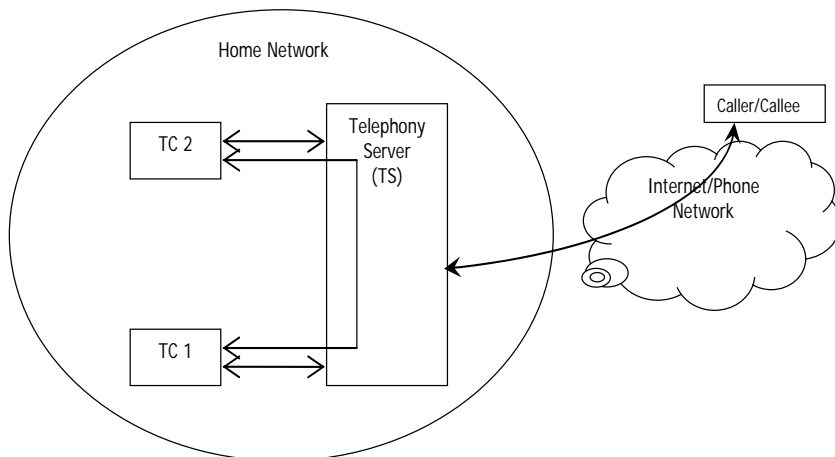 Home Network
Caller/Callee
TC 2
Telephony
Server
(TS)
Internet/Phone
Network
TC 1